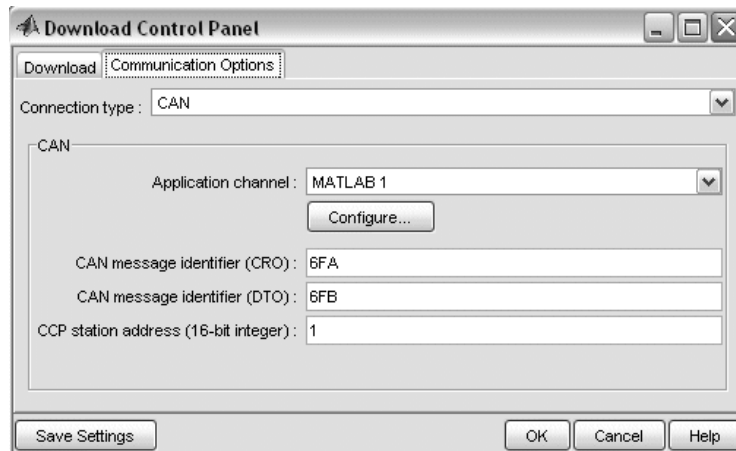 Download Control Panel
Download Communication Options
Connection type : CAN
CAN
Application channel : MATLAB 1
Configure...
CAN message identifier (CRO) : 6FA
CAN message identifier (DTO) : 6FB
CCP station address (16-bit integer) : 1
Save Settings OK Cancel Help